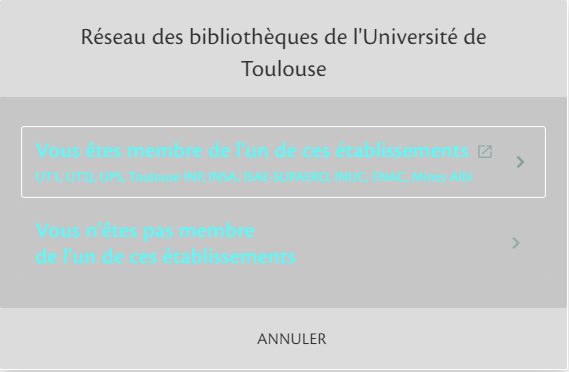 Réseau des bibliothèques de l'Université de
Toulouse
Vous êtes membre de l'un de ces établissements
UT1, UT2J, UPS, Toulouse INP, INSA, ISAE-SUPAERO, INUC, ENAC, Mines Albi
Vous n'êtes pas membre
de l'un de ces établissements
ANNULER